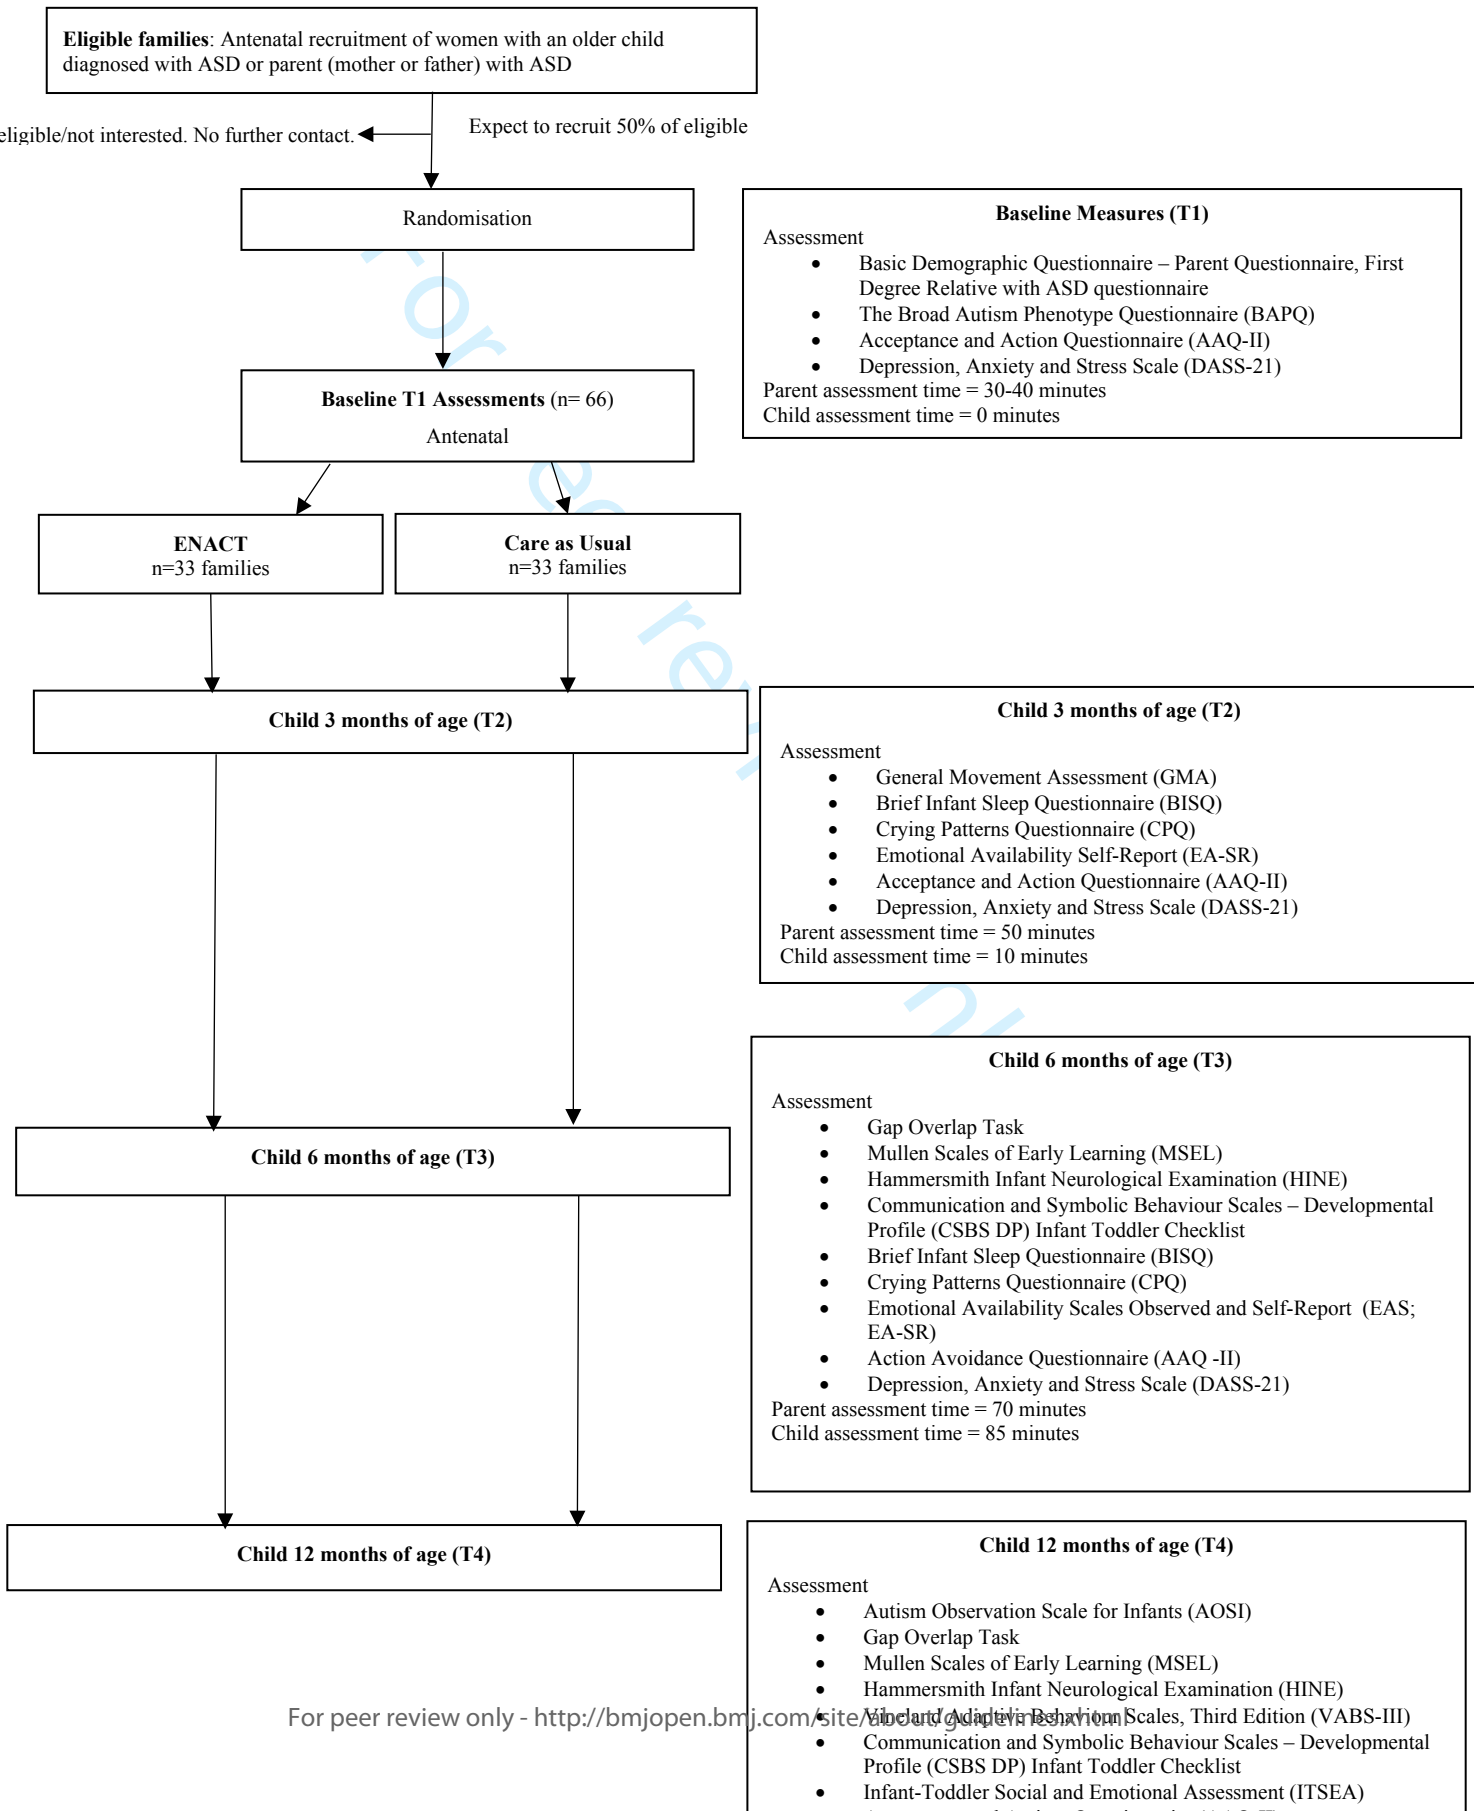 Eligible families: Antenatal recruitment of women with an older child
diagnosed with ASD or parent (mother or father) with ASD
eligible/not interested. No further contact.
Expect to recruit 50% of eligible
Randomisation
Baseline Measures (T1)
Assessment
• Basic Demographic Questionnaire – Parent Questionnaire, First
Degree Relative with ASD questionnaire
• The Broad Autism Phenotype Questionnaire (BAPQ)
• Acceptance and Action Questionnaire (AAQ-II)
• Depression, Anxiety and Stress Scale (DASS-21)
Parent assessment time = 30-40 minutes
Child assessment time = 0 minutes
Baseline T1 Assessments (n= 66)
Antenatal
ENACT
n=33 families
Care as Usual
n=33 families
Child 3 months of age (T2)
Child 3 months of age (T2)
Assessment
• General Movement Assessment (GMA)
• Brief Infant Sleep Questionnaire (BISQ)
• Crying Patterns Questionnaire (CPQ)
• Emotional Availability Self-Report (EA-SR)
• Acceptance and Action Questionnaire (AAQ-II)
• Depression, Anxiety and Stress Scale (DASS-21)
Parent assessment time = 50 minutes
Child assessment time = 10 minutes
Child 6 months of age (T3)
Child 6 months of age (T3)
Assessment
• Gap Overlap Task
• Mullen Scales of Early Learning (MSEL)
• Hammersmith Infant Neurological Examination (HINE)
• Communication and Symbolic Behaviour Scales – Developmental
Profile (CSBS DP) Infant Toddler Checklist
• Brief Infant Sleep Questionnaire (BISQ)
• Crying Patterns Questionnaire (CPQ)
• Emotional Availability Scales Observed and Self-Report (EAS;
EA-SR)
• Action Avoidance Questionnaire (AAQ -II)
• Depression, Anxiety and Stress Scale (DASS-21)
Parent assessment time = 70 minutes
Child assessment time = 85 minutes
Child 12 months of age (T4)
Child 12 months of age (T4)
Assessment
• Autism Observation Scale for Infants (AOSI)
• Gap Overlap Task
• Mullen Scales of Early Learning (MSEL)
• Hammersmith Infant Neurological Examination (HINE)
• Vineland Adaptive Behaviour Scales, Third Edition (VABS-III)
• Communication and Symbolic Behaviour Scales – Developmental
Profile (CSBS DP) Infant Toddler Checklist
• Infant-Toddler Social and Emotional Assessment (ITSEA)
For peer review only - http://bmjopen.bmj.com/site/about/guidelines.xhtml